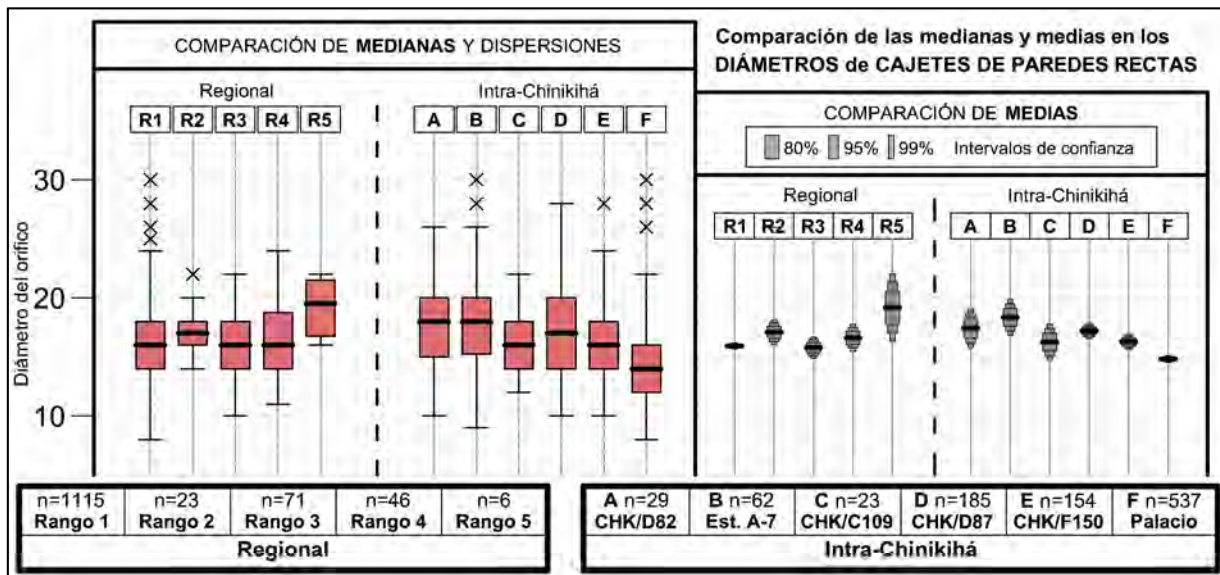 COMPARACIÓN DE MEDIANAS Y DISPERSIONES
Regional
Intra-Chinikihá
R1 R2 R3 R4 R5
A B C D E F
Diámetro del orífico
30
20
10
Comparación de las medianas y medias en los
DIÁMETROS de CAJETES DE PAREDES RECTAS
COMPARACIÓN DE MEDIAS
80% 95% 99% Intervalos de confianza
Regional
Intra-Chinikihá
R1 R2 R3 R4 R5
A B C D E F
n=1115 n=23 n=71 n=46 n=6
Rango 1 Rango 2 Rango 3 Rango 4 Rango 5
Regional
A n=29 B n=62 C n=23 D n=185 E n=154 F n=537
CHK/D82 Est. A-7 CHK/C109 CHK/D87 CHK/F150 Palacio
Intra-Chinikihá